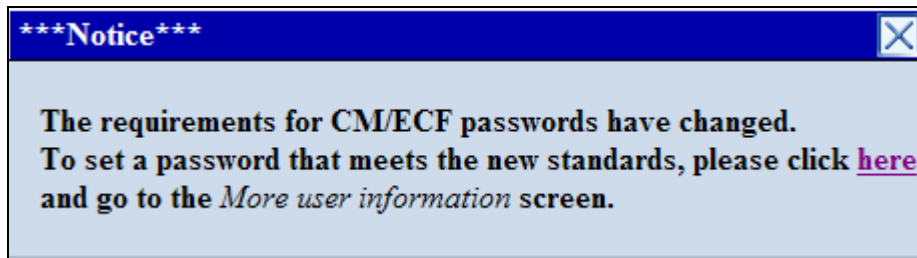 ***Notice***
The requirements for CM/ECF passwords have changed.
To set a password that meets the new standards, please click here
and go to the More user information screen.